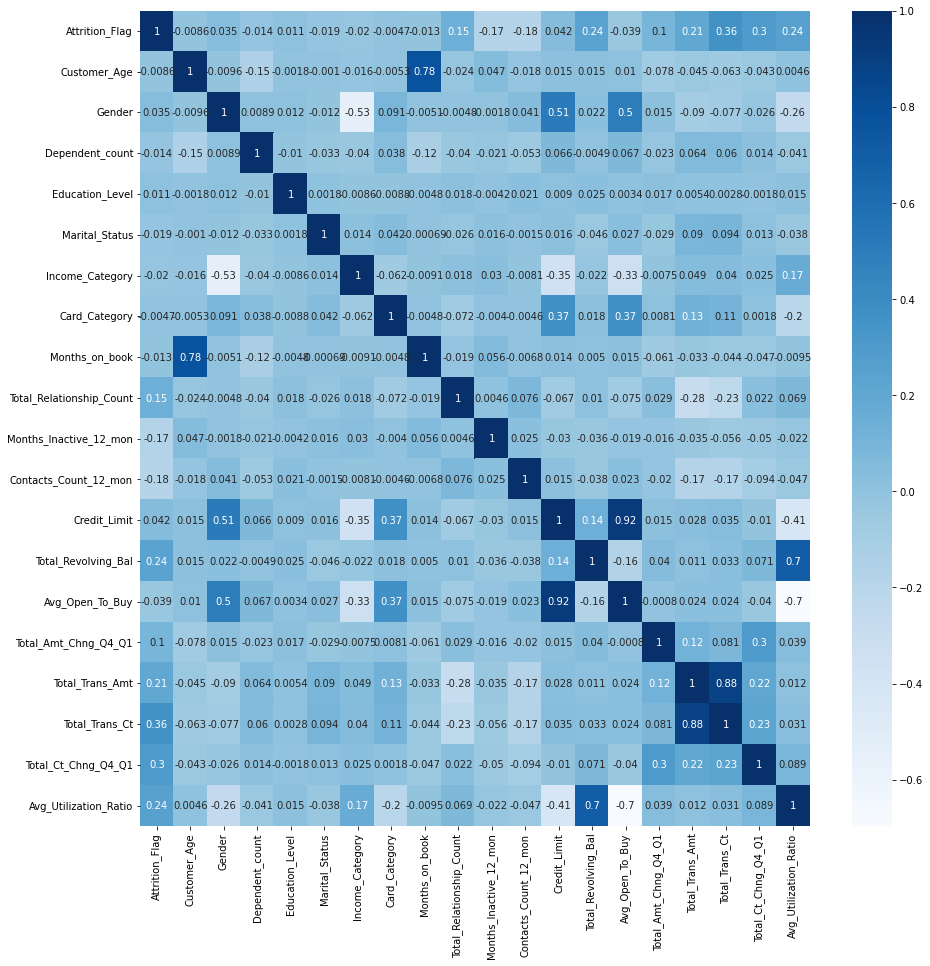 Attrition_Flag 1 -0.0086 0.035 -0.014 0.011 -0.019 -0.02 -0.0047 -0.013 0.15 -0.17 -0.18 0.042 0.24 -0.039 0.1 0.21 0.36 0.3 0.24
Customer_Age -0.0086 1 -0.0096 -0.15 -0.0018 -0.001 -0.016 -0.0053 0.78 -0.024 0.047 -0.018 0.015 0.015 0.01 -0.078 -0.045 -0.063 -0.043 0.0046
Gender 0.035 -0.0096 1 0.0089 0.012 -0.012 -0.53 0.091 -0.0051 -0.0048 -0.0018 0.041 0.51 0.022 0.5 0.015 -0.09 -0.077 -0.026 -0.26
Dependent_count -0.014 -0.15 0.0089 1 -0.01 -0.033 -0.04 0.038 -0.12 -0.04 -0.021 -0.053 0.066 -0.0049 0.067 -0.023 0.064 0.06 0.014 -0.041
Education_Level 0.011 -0.0018 0.012 -0.01 1 0.0018 -0.0086 -0.0088 -0.0048 0.018 -0.0042 0.021 0.009 0.025 0.0034 0.017 0.0054 0.0028 -0.0018 0.015
Marital_Status -0.019 -0.001 -0.012 -0.033 0.0018 1 0.014 0.042 -0.00069 -0.026 0.016 -0.0015 0.016 -0.046 0.027 -0.029 0.09 0.094 0.013 -0.038
Income_Category -0.02 -0.016 -0.53 -0.04 -0.0086 0.014 1 -0.062 -0.0091 0.018 0.03 -0.0081 -0.35 -0.022 -0.33 -0.0075 0.049 0.04 0.025 0.17
Card_Category -0.0047 -0.0053 0.091 0.038 -0.0088 0.042 -0.062 1 -0.0048 -0.072 -0.004 -0.0046 0.37 0.018 0.37 0.0081 0.13 0.11 0.0018 -0.2
Months_on_book -0.013 0.78 -0.0051 -0.12 -0.0048 -0.00069 -0.0091 -0.0048 1 -0.019 0.056 -0.0068 0.014 0.005 0.015 -0.061 -0.033 -0.044 -0.047 -0.0095
Total_Relationship_Count 0.15 -0.024 -0.0048 -0.04 0.018 -0.026 0.018 -0.072 -0.019 1 0.0046 0.076 -0.067 0.01 -0.075 0.029 -0.28 -0.23 0.022 0.069
Months_Inactive_12_mon -0.17 0.047 -0.0018 -0.021 -0.0042 0.016 0.03 -0.004 0.056 0.0046 1 0.025 -0.03 -0.036 -0.019 -0.016 -0.035 -0.056 -0.05 -0.022
Contacts_Count_12_mon -0.18 -0.018 0.041 -0.053 0.021 -0.0015 -0.0081 -0.0046 -0.0068 0.076 0.025 1 0.015 -0.038 0.023 -0.02 -0.17 -0.17 -0.094 -0.047
Credit_Limit 0.042 0.015 0.51 0.066 0.009 0.016 -0.35 0.37 0.014 -0.067 -0.03 0.015 1 0.14 0.92 0.015 0.028 0.035 -0.01 -0.41
Total_Revolving_Bal 0.24 0.015 0.022 -0.0049 0.025 -0.046 -0.022 0.018 0.005 0.01 -0.036 -0.038 0.14 1 -0.16 0.04 0.011 0.033 0.071 0.7
Avg_Open_To_Buy -0.039 0.01 0.5 0.067 0.0034 0.027 -0.33 0.37 0.015 -0.075 -0.019 0.023 0.92 -0.16 1 -0.0008 0.024 0.024 -0.04 -0.7
Total_Amt_Chng_Q4_Q1 0.1 -0.078 0.015 -0.023 0.017 -0.029 -0.0075 0.0081 -0.061 0.029 -0.016 -0.02 0.015 0.04 -0.0008 1 0.12 0.081 0.3 0.039
Total_Trans_Amt 0.21 -0.045 -0.09 0.064 0.0054 0.09 0.049 0.13 -0.033 -0.28 -0.035 -0.17 0.028 0.011 0.024 0.12 1 0.88 0.22 0.012
Total_Trans_Ct 0.36 -0.063 -0.077 0.06 0.0028 0.094 0.04 0.11 -0.044 -0.23 -0.056 -0.17 0.035 0.033 0.024 0.081 0.88 1 0.23 0.031
Total_Ct_Chng_Q4_Q1 0.3 -0.043 -0.026 0.014 -0.0018 0.013 0.025 0.0018 -0.047 0.022 -0.05 -0.094 -0.01 0.071 -0.04 0.3 0.22 0.23 1 0.089
Avg_Utilization_Ratio 0.24 0.0046 -0.26 -0.041 0.015 -0.038 0.17 -0.2 -0.0095 0.069 -0.022 -0.047 -0.41 0.7 -0.7 0.039 0.012 0.031 0.089 1
Attrition_Flag
Customer_Age
Gender
Dependent_count
Education_Level
Marital_Status
Income_Category
Card_Category
Months_on_book
Total_Relationship_Count
Months_Inactive_12_mon
Contacts_Count_12_mon
Credit_Limit
Total_Revolving_Bal
Avg_Open_To_Buy
Total_Amt_Chng_Q4_Q1
Total_Trans_Amt
Total_Trans_Ct
Total_Ct_Chng_Q4_Q1
Avg_Utilization_Ratio
1.0
0.8
0.6
0.4
0.2
0.0
−0.2
−0.4
−0.6